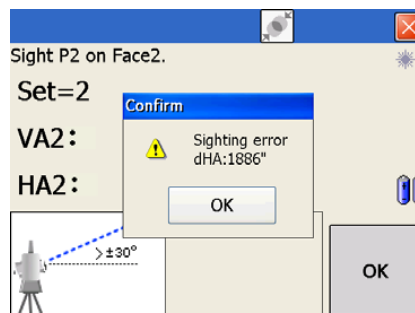 Sight P2 on Face2.
Set=2
Confirm
VA2:
Sighting error
dHA:1886"
HA2:
OK
>±30°
OK